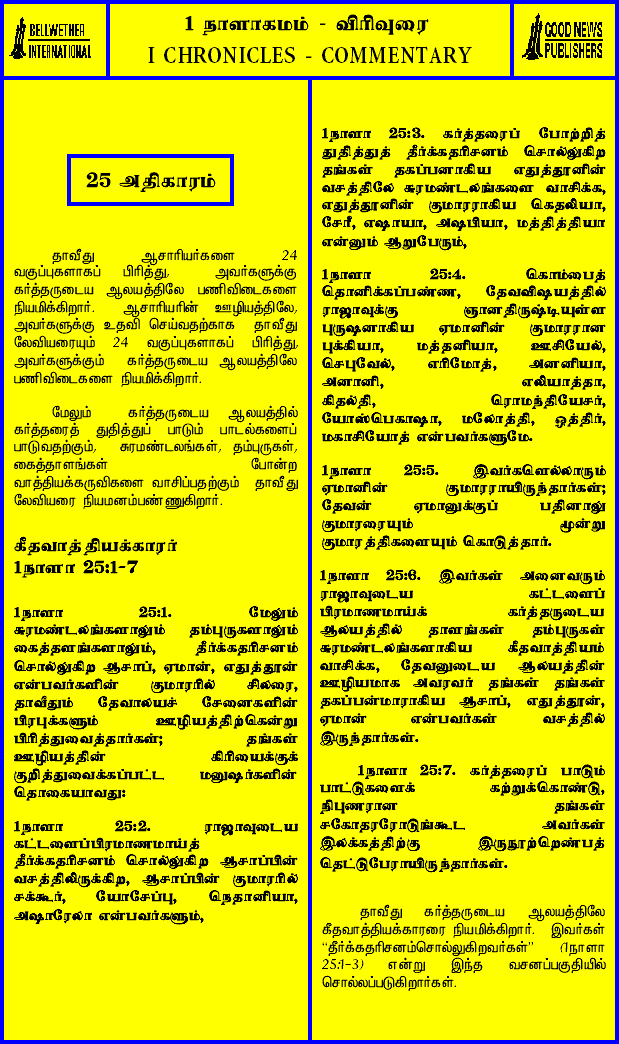 BELLWETHER
INTERNATIONAL
1 நாளாகமம் - விரிவுரை
I CHRONICLES - COMMENTARY
GOOD NEWS
PUBLISHERS
25 அதிகாரம்
தாவீது ஆசாரியர்களை 24
வகுப்புகளாகப் பிரித்து, அவர்களுக்கு
கர்த்தருடைய ஆலயத்திலே பணிவிடைகளை
நியமிக்கிறார். ஆசாரியரின் ஊழியத்திலே,
அவர்களுக்கு உதவி செய்வதற்காக தாவீது
லேவியரையும் 24 வகுப்புகளாகப் பிரித்து,
அவர்களுக்கும் கர்த்தருடைய ஆலயத்திலே
பணிவிடைகளை நியமிக்கிறார்.
மேலும் கர்த்தருடைய ஆலயத்தில்
கர்த்தரைத் துதித்துப் பாடும் பாடல்களைப்
பாடுவதற்கும், சுரமண்டலங்கள், தம்புருகள்,
கைத்தாளங்கள் போன்ற
வாத்தியக்கருவிகளை வாசிப்பதற்கும் தாவீது
லேவியரை நியமனம்பண்ணுகிறார்.
கீதவாத்தியக்காரர்
1நாளா 25:1-7
1நாளா 25:1. மேலும்
சுரமண்டலங்களாலும் தம்புருகளாலும்
கைத்தளங்களாலும், தீர்க்கதரிசனம்
சொல்லுகிற ஆசாப், ஏமான், எதுத்தூன்
என்பவர்களின் குமாரரில் சிலரை,
தாவீதும் தேவாலயச் சேனைகளின்
பிரபுக்களும் ஊழியத்திற்கென்று
பிரித்துவைத்தார்கள்; தங்கள்
ஊழியத்தின் கிரியைக்குக்
குறித்துவைக்கப்பட்ட மனுஷர்களின்
தொகையாவது:
1நாளா 25:2. ராஜாவுடைய
கட்டளைப்பிரமாணமாய்த்
தீர்க்கதரிசனம் சொல்லுகிற ஆசாப்பின்
வசத்திலிருக்கிற, ஆசாப்பின் குமாரரில்
சக்கூர், யோசேப்பு, நெதானியா,
அஷாரேலா என்பவர்களும்,
1நாளா 25:3. கர்த்தரைப் போற்றித்
துதித்துத் தீர்க்கதரிசனம் சொல்லுகிற
தங்கள் தகப்பனாகிய எதுத்தூனின்
வசத்திலே சுரமண்டலங்களை வாசிக்க,
எதுத்தூனின் குமாரராகிய கெதலியா,
சேரீ, எஷாயா, அஷபியா, மத்தித்தியா
என்னும் ஆறுபேரும்,
1நாளா 25:4. கொம்பைத்
தொனிக்கப்பண்ண, தேவவிஷயத்தில்
ராஜாவுக்கு ஞானதிருஷ்டியுள்ள
புருஷனாகிய ஏமானின் குமாரரான
புக்கியா, மத்தனியா, ஊசியேல்,
செபுவேல், எரிமோத், அனனியா,
அனானி, எலியாத்தா,
கிதல்தி, ரொமந்தியேசர்,
யோஸ்பெகாஷா, மலோத்தி, ஒத்திர்,
மகாசியோத் என்பவர்களுமே.
1நாளா 25:5. இவர்களெல்லாரும்
ஏமானின் குமாரராயிருந்தார்கள்;
தேவன் ஏமானுக்குப் பதினாலு
குமாரரையும் மூன்று
குமாரத்திகளையும் கொடுத்தார்.
1நாளா 25:6. இவர்கள் அனைவரும்
ராஜாவுடைய கட்டளைப்
பிரமாணமாய்க் கர்த்தருடைய
ஆலயத்தில் தாளங்கள் தம்புருகள்
சுரமண்டலங்களாகிய கீதவாத்தியம்
வாசிக்க, தேவனுடைய ஆலயத்தின்
ஊழியமாக அவரவர் தங்கள் தங்கள்
தகப்பன்மாராகிய ஆசாப், எதுத்தூன்,
ஏமான் என்பவர்கள் வசத்தில்
இருந்தார்கள்.
1நாளா 25:7. கர்த்தரைப் பாடும்
பாட்டுகளைக் கற்றுக்கொண்டு,
நிபுணரான தங்கள்
சகோதரரோடுங்கூட அவர்கள்
இலக்கத்திற்கு இருநூற்றெண்பத்
தெட்டுபேராயிருந்தார்கள்.
தாவீது கர்த்தருடைய ஆலயத்திலே
கீதவாத்தியக்காரரை நியமிக்கிறார். இவர்கள்
“தீர்க்கதரிசனம்சொல்லுகிறவர்கள்” (1நாளா
25:1-3) என்று இந்த வசனப்பகுதியில்
சொல்லப்படுகிறார்கள்.